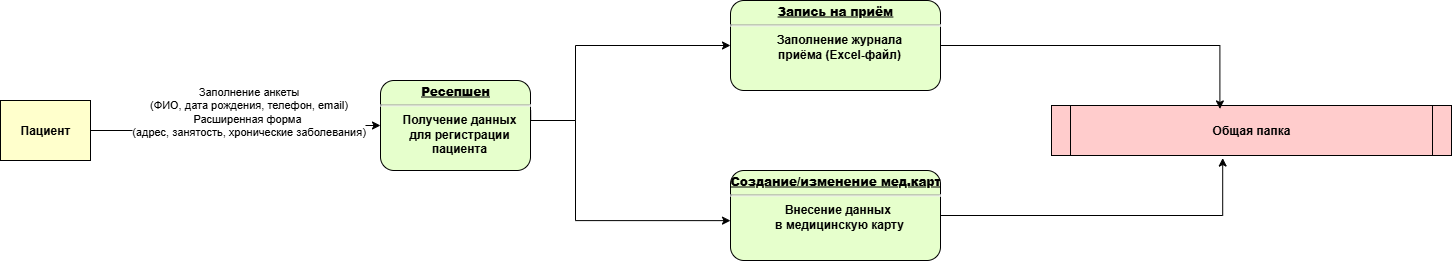 Пациент
Заполнение анкеты
(ФИО, дата рождения, телефон, email)
Расширенная форма
(адрес, занятость, хронические заболевания)
Ресепшен
Получение данных
для регистрации
пациента
Запись на приём
Заполнение журнала
приёма (Excel-файл)
Создание/изменение мед.карт
Внесение данных
в медицинскую карту
Общая папка